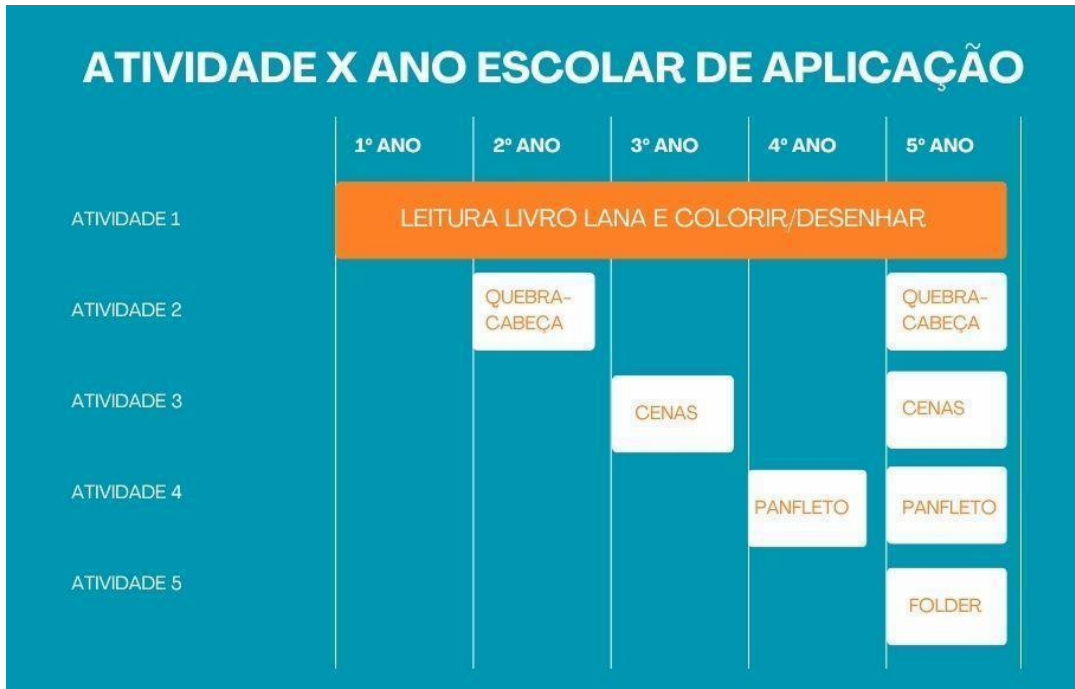 ATIVIDADE X ANO ESCOLAR DE APLICAÇÃO
1º ANO 2º ANO 3º ANO 4º ANO 5º ANO
ATIVIDADE 1 LEITURA LIVRO LANA E COLORIR/DESENHAR
ATIVIDADE 2
QUEBRA-
CABEÇA
QUEBRA-
CABEÇA
ATIVIDADE 3 CENAS CENAS
ATIVIDADE 4 PANFLETO PANFLETO
ATIVIDADE 5 FOLDER